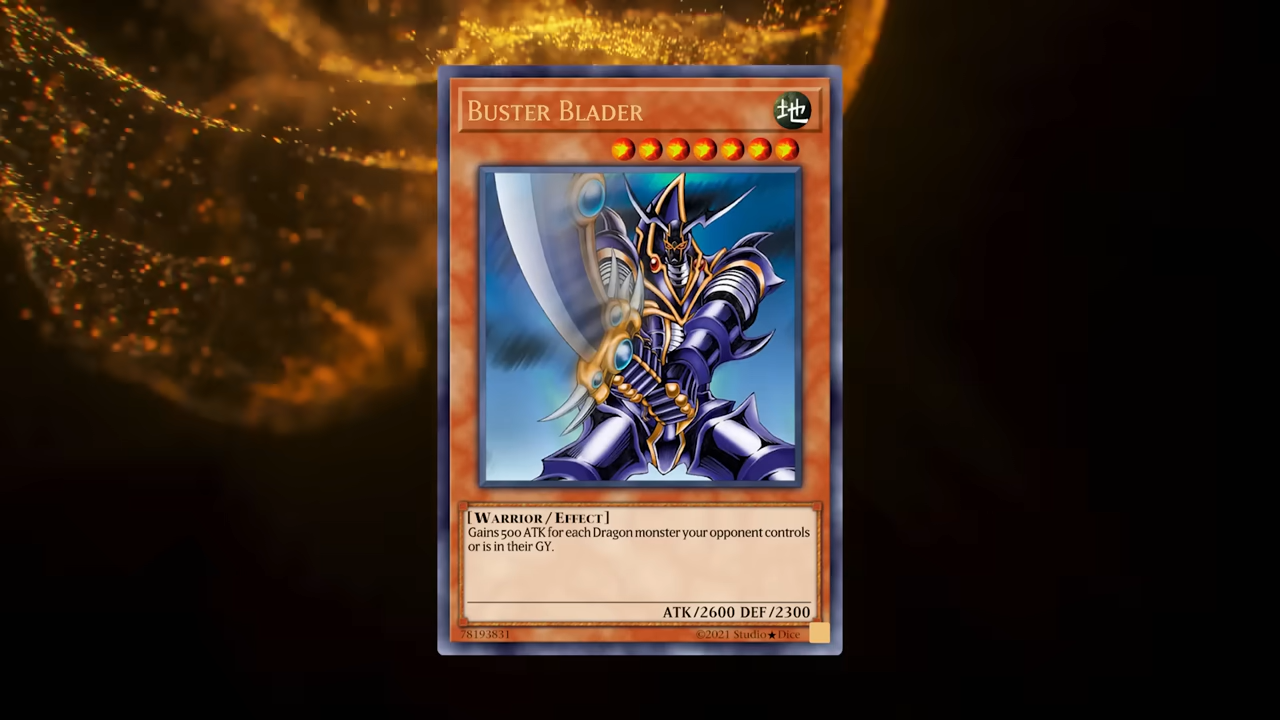 Buster Blader 地
[Warrior/Effect]
Gains 500 ATK for each Dragon monster your opponent controls
or is in their GY.
ATK/2600 DEF/2300
78193831 ©2021 Studio★Dice